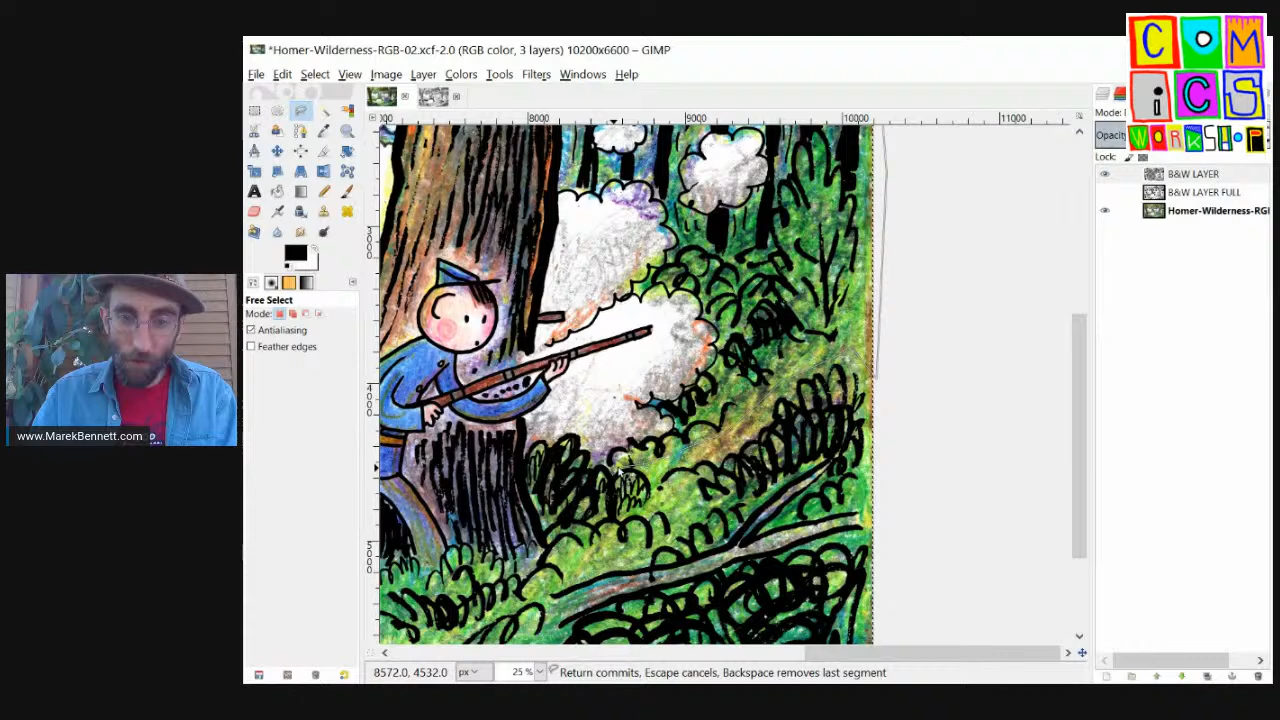 *Homer-Wilderness-RGB-02.xcf-2.0 (RGB color, 3 layers) 10200x6600 – GIMP
File Edit Select View Image Layer Colors Tools Filters Windows Help
COMiCS
WORKSHOP
8000 9000 10000 11000
Mode:
Opacity
Lock:
B&W LAYER
B&W LAYER FULL
Homer-Wilderness-RG
Free Select
Mode:
Antialiasing
Feather edges
www.MarekBennett.com
8572.0, 4532.0 px 25 % Return commits, Escape cancels, Backspace removes last segment